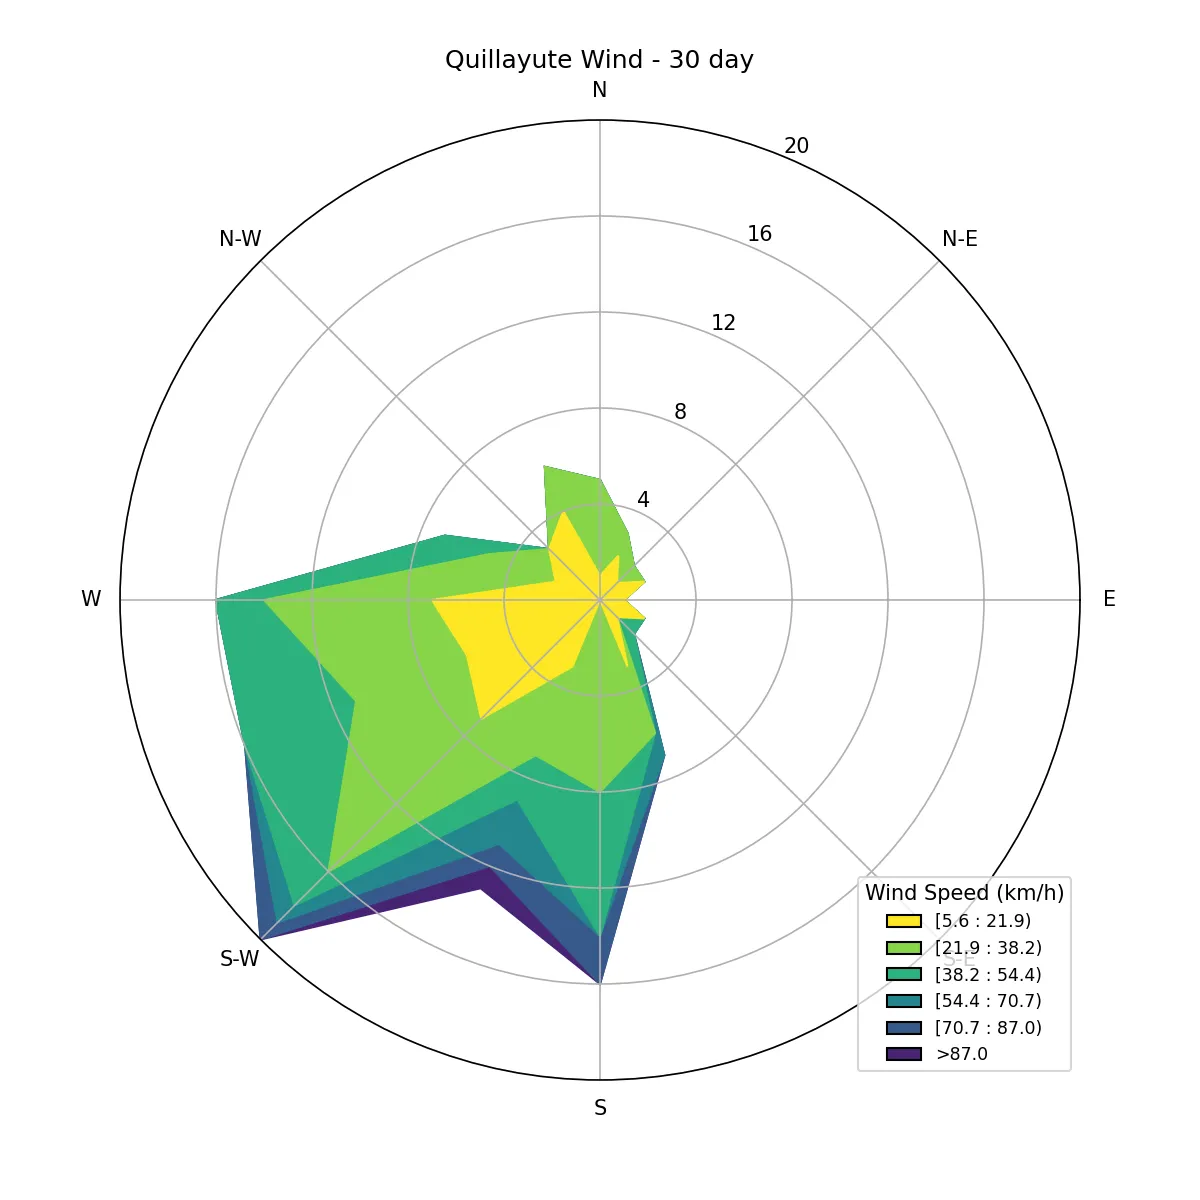 Quillayute Wind - 30 day
N
20
N-W
N-E
16
12
8
4
W
E
S-W
S-E
Wind Speed (km/h)
[5.6 : 21.9)
[21.9 : 38.2)
[38.2 : 54.4)
[54.4 : 70.7)
[70.7 : 87.0)
>87.0
S